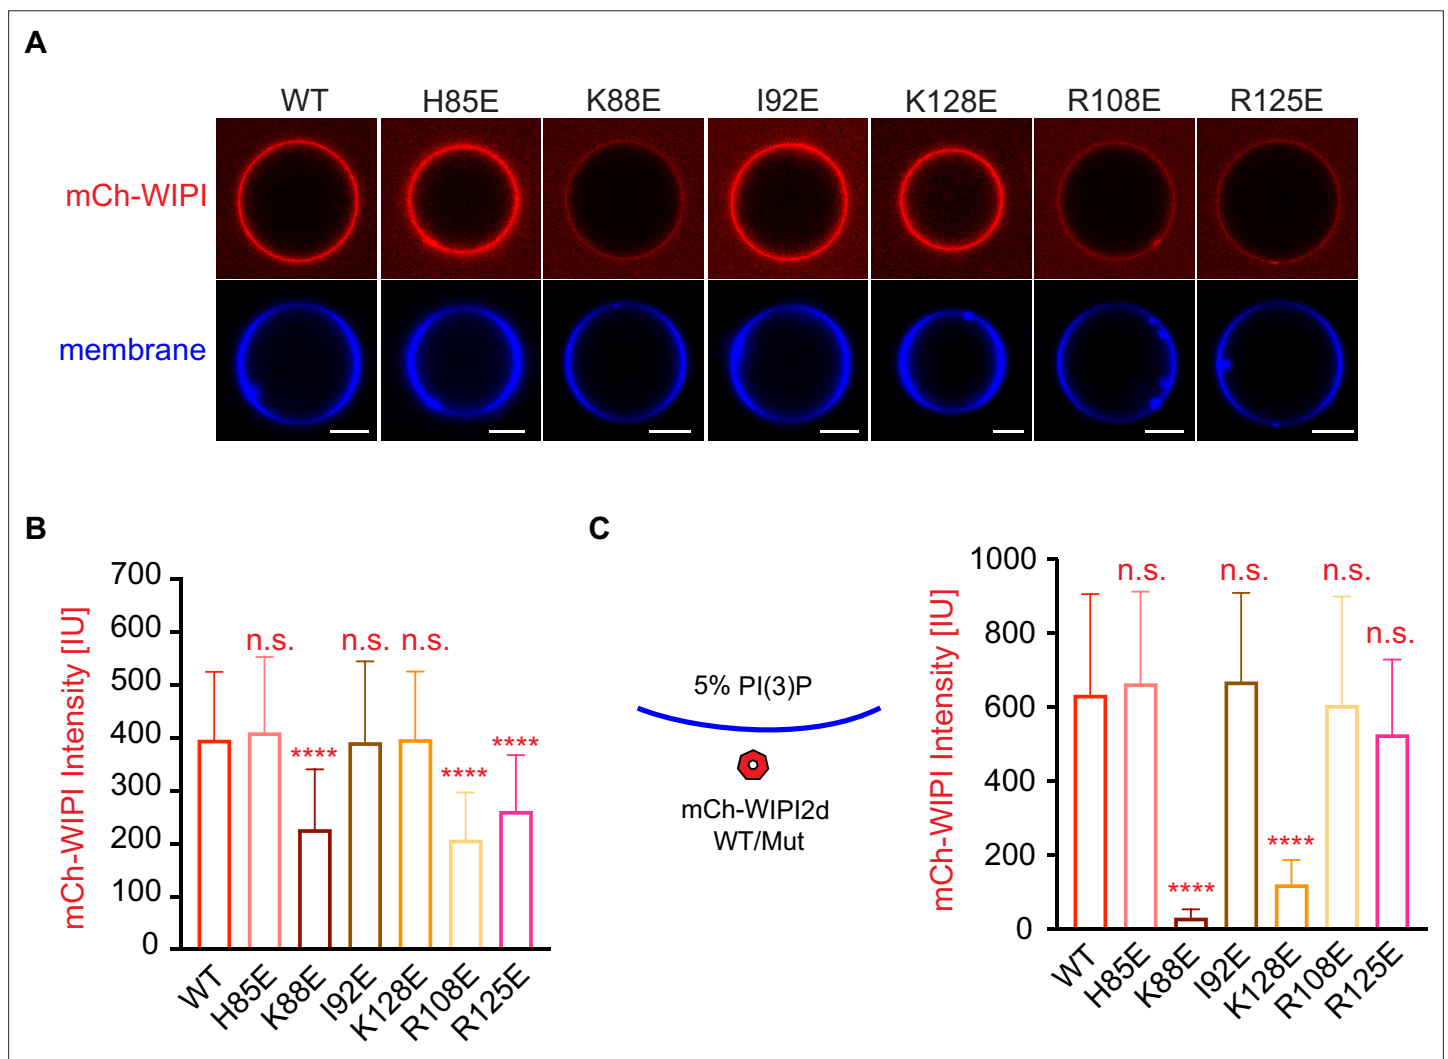 A
WT H85E K88E I92E K128E R108E R125E
mCh-WIPI
membrane
B
mCh-WIPI Intensity [IU]
700
600
500
400
300
200
100
0
n.s.
****
n.s.
n.s.
****
****
WT H85E K88E I92E K128E R108E R125E
C
5% PI(3)P
mCh-WIPI2d
WT/Mut
mCh-WIPI Intensity [IU]
1000
800
600
400
200
0
n.s.
****
n.s.
****
n.s.
n.s.
WT H85E K88E I92E K128E R108E R125E